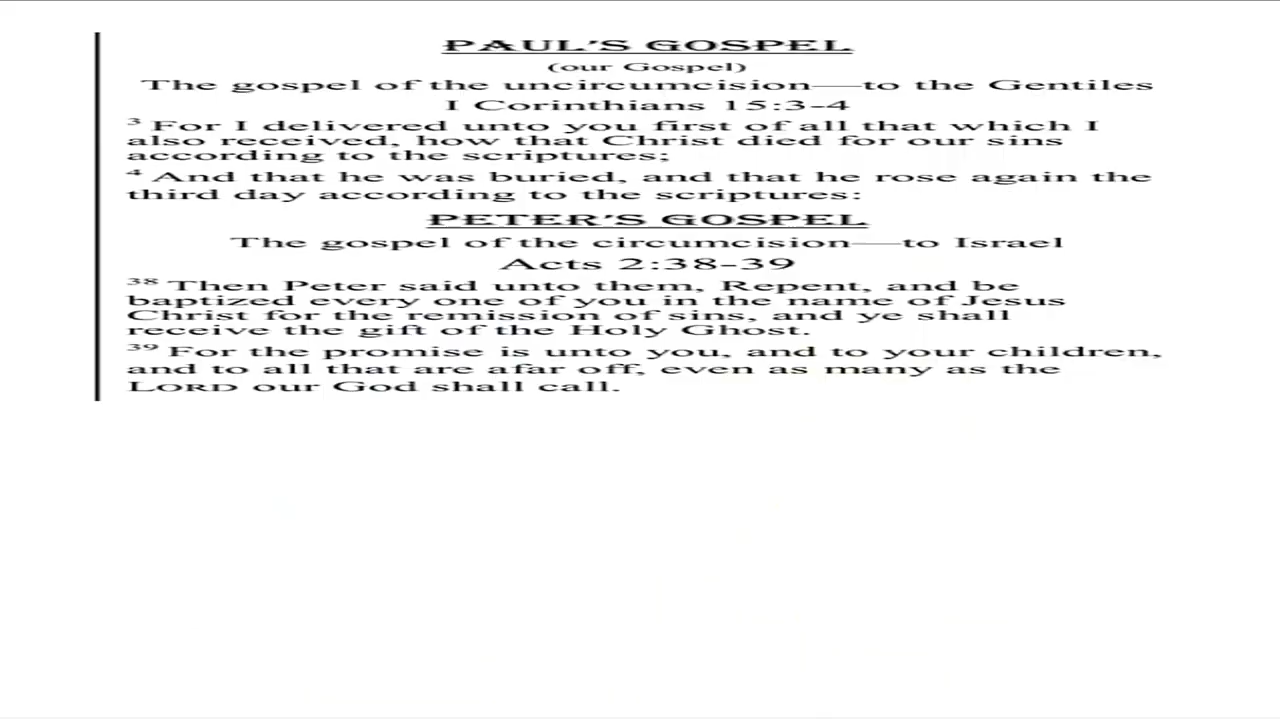 PAUL'S GOSPEL
(our Gospel)
The gospel of the uncircumcision—to the Gentiles
I Corinthians 15:3-4
3 For I delivered unto you first of all that which I
also received, how that Christ died for our sins
according to the scriptures;
4 And that he was buried, and that he rose again the
third day according to the scriptures:
PETER'S GOSPEL
The gospel of the circumcision—to Israel
Acts 2:38-39
38 Then Peter said unto them, Repent, and be
baptized every one of you in the name of Jesus
Christ for the remission of sins, and ye shall
receive the gift of the Holy Ghost.
39 For the promise is unto you, and to your children,
and to all that are afar off, even as many as the
LORD our God shall call.